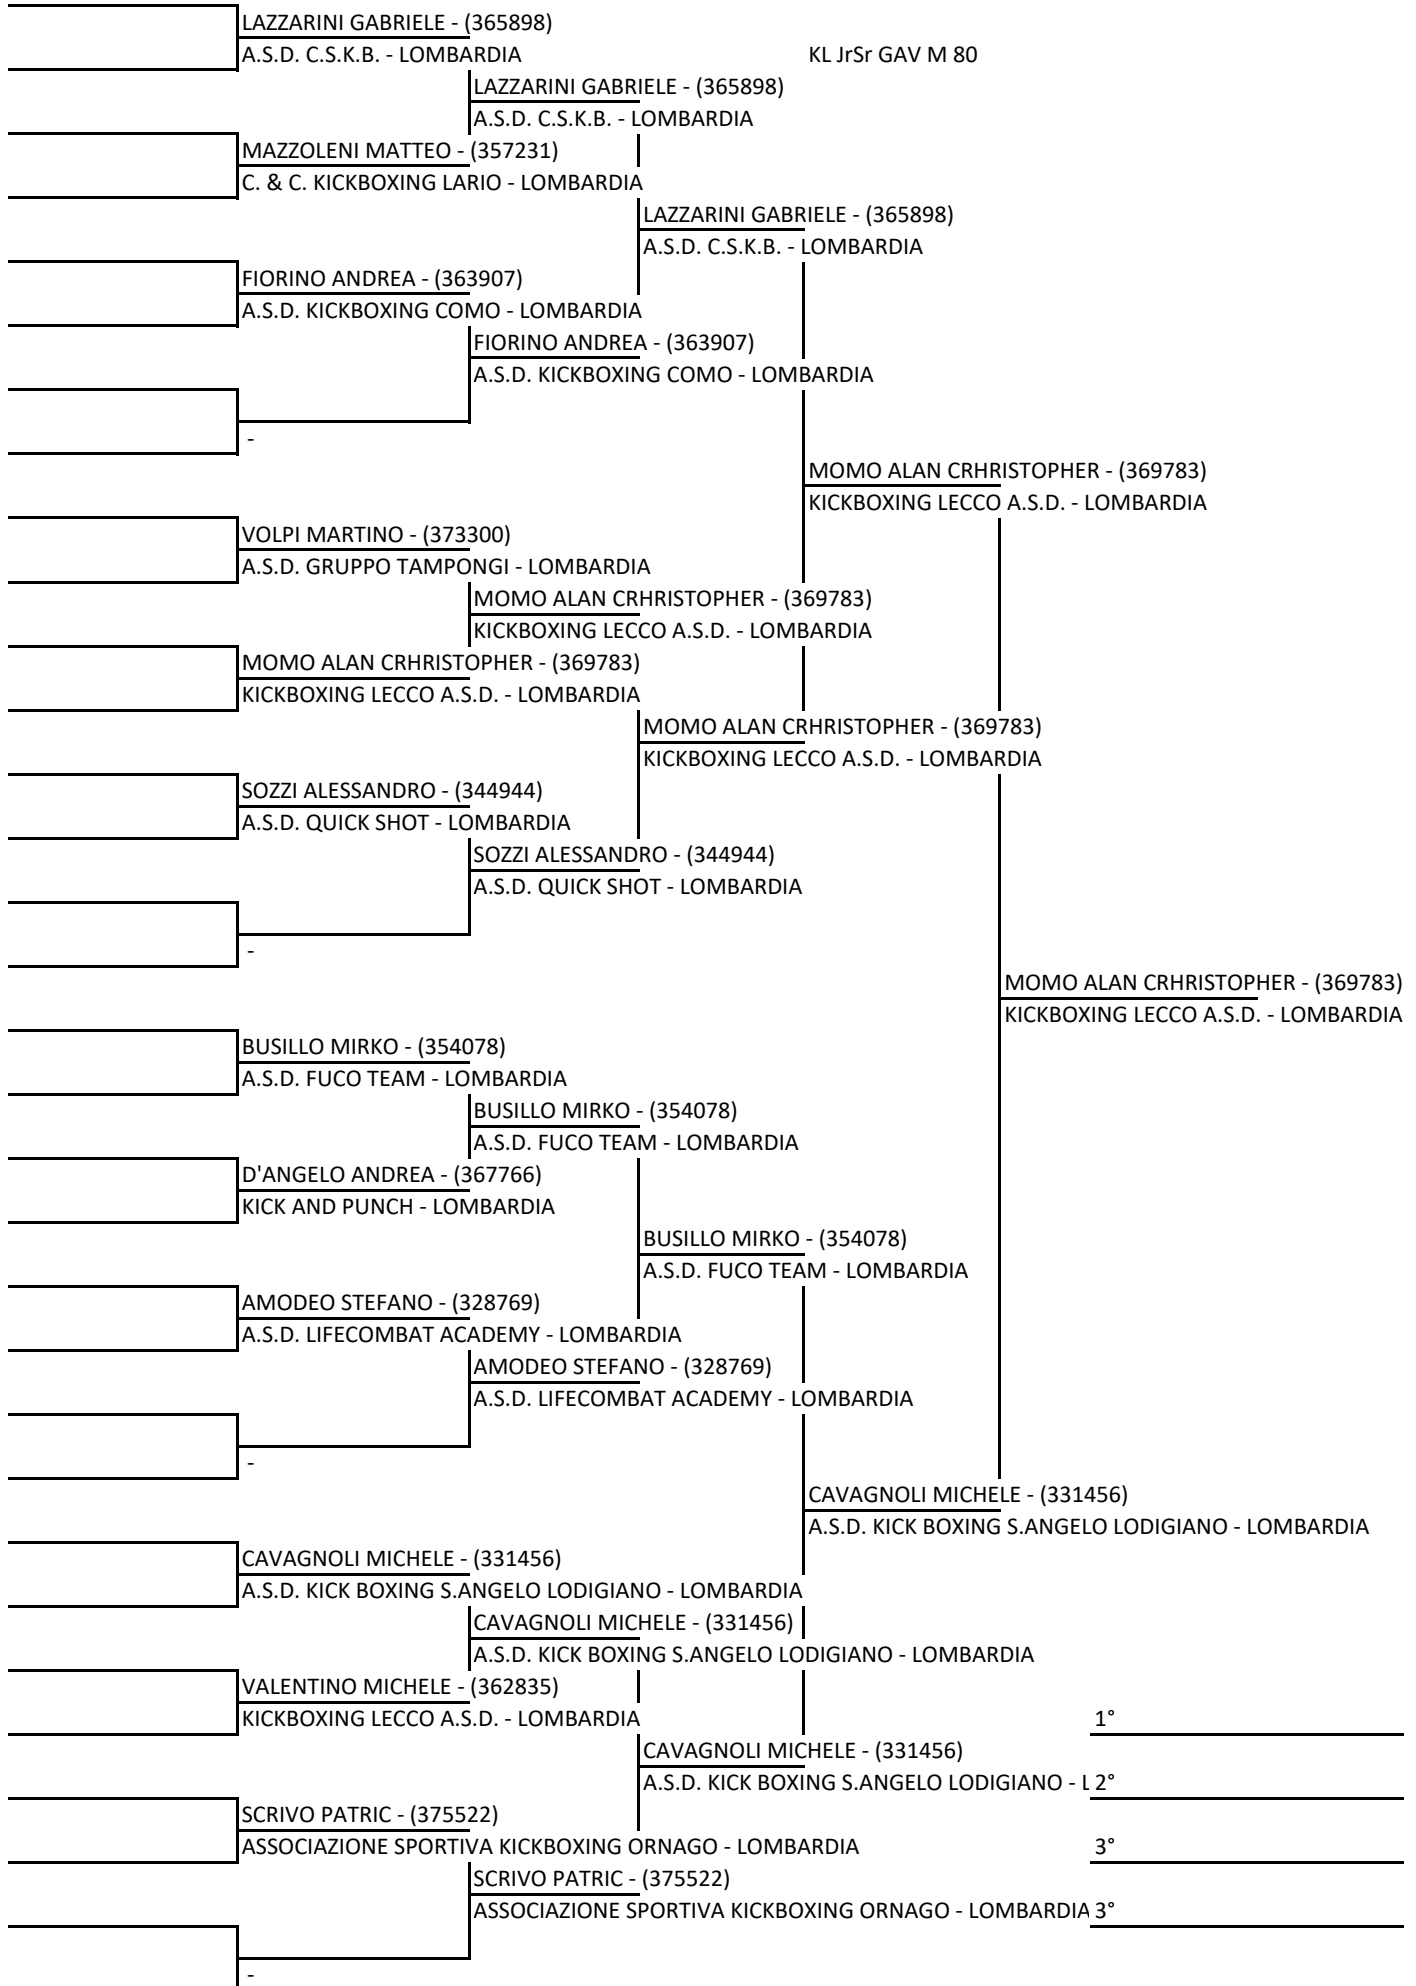 LAZZARINI GABRIELE - (365898)
A.S.D. C.S.K.B. - LOMBARDIA
KL JrSr GAV M 80
LAZZARINI GABRIELE - (365898)
A.S.D. C.S.K.B. - LOMBARDIA
MAZZOLENI MATTEO - (357231)
C. & C. KICKBOXING LARIO - LOMBARDIA
LAZZARINI GABRIELE - (365898)
A.S.D. C.S.K.B. - LOMBARDIA
FIORINO ANDREA - (363907)
A.S.D. KICKBOXING COMO - LOMBARDIA
FIORINO ANDREA - (363907)
A.S.D. KICKBOXING COMO - LOMBARDIA
-
MOMO ALAN CRHRISTOPHER - (369783)
KICKBOXING LECCO A.S.D. - LOMBARDIA
VOLPI MARTINO - (373300)
A.S.D. GRUPPO TAMPONGI - LOMBARDIA
MOMO ALAN CRHRISTOPHER - (369783)
KICKBOXING LECCO A.S.D. - LOMBARDIA
MOMO ALAN CRHRISTOPHER - (369783)
KICKBOXING LECCO A.S.D. - LOMBARDIA
MOMO ALAN CRHRISTOPHER - (369783)
KICKBOXING LECCO A.S.D. - LOMBARDIA
SOZZI ALESSANDRO - (344944)
A.S.D. QUICK SHOT - LOMBARDIA
SOZZI ALESSANDRO - (344944)
A.S.D. QUICK SHOT - LOMBARDIA
-
MOMO ALAN CRHRISTOPHER - (369783)
KICKBOXING LECCO A.S.D. - LOMBARDIA
BUSILLO MIRKO - (354078)
A.S.D. FUCO TEAM - LOMBARDIA
BUSILLO MIRKO - (354078)
A.S.D. FUCO TEAM - LOMBARDIA
D'ANGELO ANDREA - (367766)
KICK AND PUNCH - LOMBARDIA
BUSILLO MIRKO - (354078)
A.S.D. FUCO TEAM - LOMBARDIA
AMODEO STEFANO - (328769)
A.S.D. LIFECOMBAT ACADEMY - LOMBARDIA
AMODEO STEFANO - (328769)
A.S.D. LIFECOMBAT ACADEMY - LOMBARDIA
-
CAVAGNOLI MICHELE - (331456)
A.S.D. KICK BOXING S.ANGELO LODIGIANO - LOMBARDIA
CAVAGNOLI MICHELE - (331456)
A.S.D. KICK BOXING S.ANGELO LODIGIANO - LOMBARDIA
CAVAGNOLI MICHELE - (331456)
A.S.D. KICK BOXING S.ANGELO LODIGIANO - LOMBARDIA
VALENTINO MICHELE - (362835)
KICKBOXING LECCO A.S.D. - LOMBARDIA
1°
CAVAGNOLI MICHELE - (331456)
A.S.D. KICK BOXING S.ANGELO LODIGIANO - L
2°
SCRIVO PATRIC - (375522)
ASSOCIAZIONE SPORTIVA KICKBOXING ORNAGO - LOMBARDIA
3°
SCRIVO PATRIC - (375522)
ASSOCIAZIONE SPORTIVA KICKBOXING ORNAGO - LOMBARDIA
3°
-